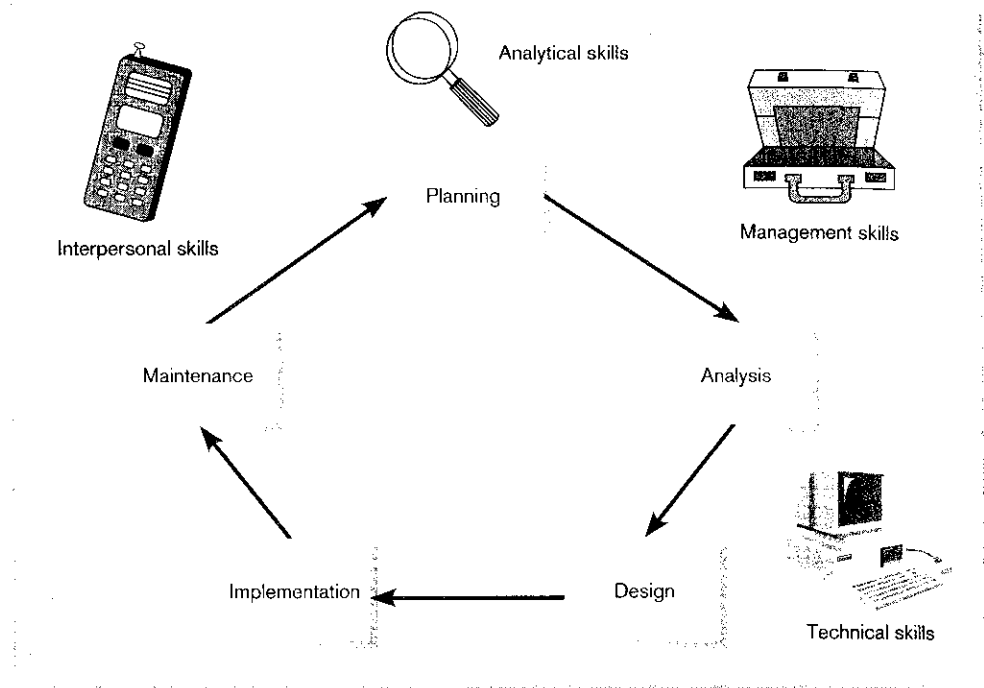 Analytical skills
Planning
Management skills
Interpersonal skills
Maintenance
Analysis
Implementation
Design
Technical skills